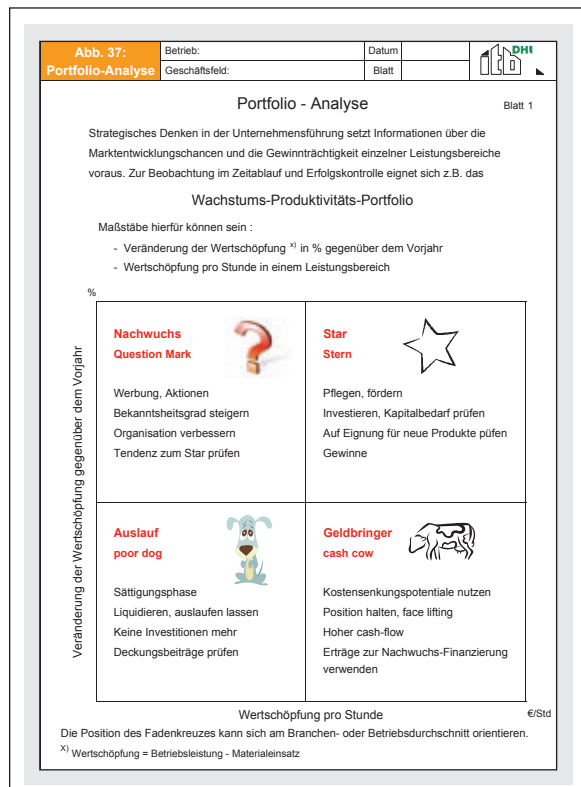 Abb. 37:
Portfolio-Analyse
Betrieb:
Datum
Geschäftsfeld:
Blatt
itb DHI
Portfolio - Analyse
Blatt 1
Strategisches Denken in der Unternehmensführung setzt Informationen über die
Marktentwicklungschancen und die Gewinnträchtigkeit einzelner Leistungsbereiche
voraus. Zur Beobachtung im Zeitablauf und Erfolgskontrolle eignet sich z.B. das
Wachstums-Produktivitäts-Portfolio
Maßstäbe hierfür können sein :
- Veränderung der Wertschöpfung x) in % gegenüber dem Vorjahr
- Wertschöpfung pro Stunde in einem Leistungsbereich
%
Veränderung der Wertschöpfung gegenüber dem Vorjahr
Nachwuchs
Question Mark
Werbung, Aktionen
Bekanntsheitsgrad steigern
Organisation verbessern
Tendenz zum Star prüfen
Star
Stern
Pflegen, fördern
Investieren, Kapitalbedarf prüfen
Auf Eignung für neue Produkte püfen
Gewinne
Auslauf
poor dog
Sättigungsphase
Liquidieren, auslaufen lassen
Keine Investitionen mehr
Deckungsbeiträge prüfen
Geldbringer
cash cow
Kostensenkungspotentiale nutzen
Position halten, face lifting
Hoher cash-flow
Erträge zur Nachwuchs-Finanzierung
verwenden
Wertschöpfung pro Stunde
€/Std
Die Position des Fadenkreuzes kann sich am Branchen- oder Betriebsdurchschnitt orientieren.
X) Wertschöpfung = Betriebsleistung - Materialeinsatz